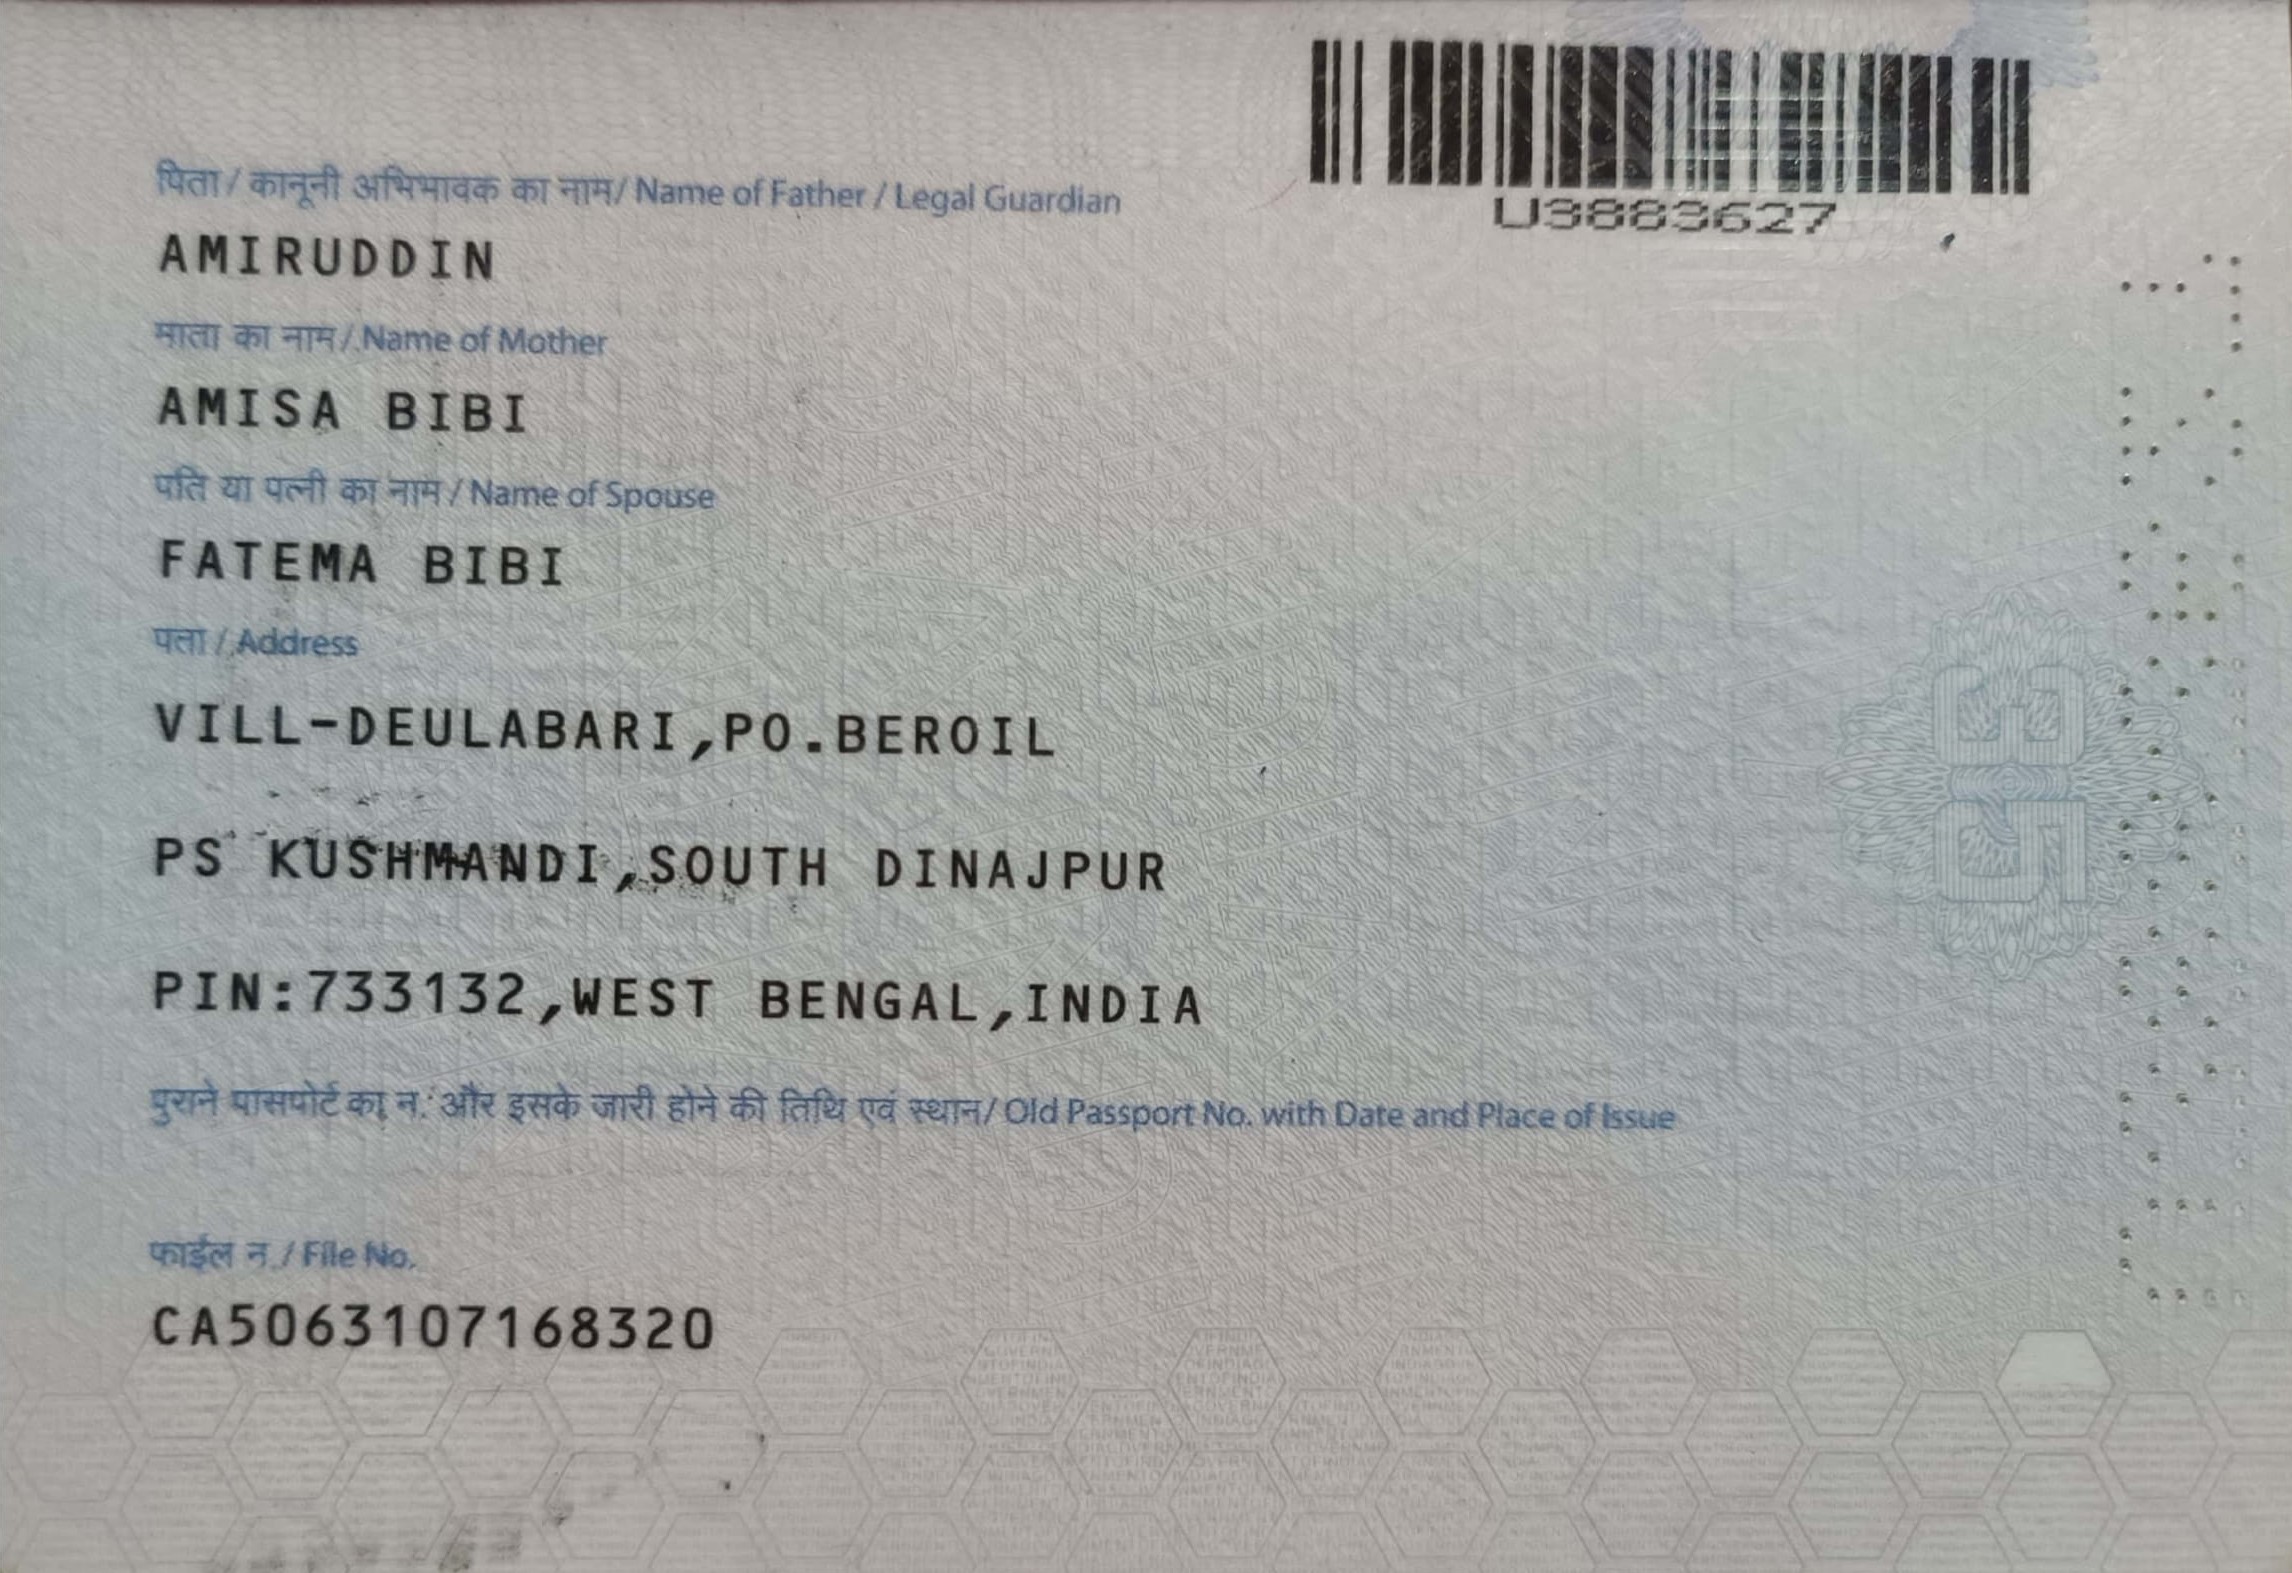 U3883627
पिता / कानूनी अभिभावक का नाम/ Name of Father / Legal Guardian
AMIRUDDIN
माता का नाम/ Name of Mother
AMISA BIBI
पति या पत्नी का नाम / Name of Spouse
FATEMA BIBI
पता / Address
VILL-DEULABARI,PO.BEROIL
PS KUSHMANDI,SOUTH DINAJPUR
PIN:733132,WEST BENGAL,INDIA
पुराने पासपोर्ट का न. और इसके जारी होने की तिथि एवं स्थान/ Old Passport No. with Date and Place of Issue
फाईल न / File No.
CA5063107168320